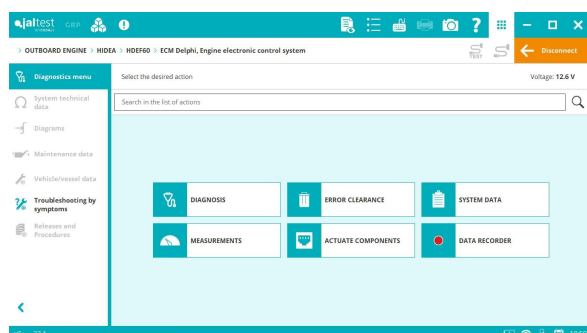 jaltest GRP
> OUTBOARD ENGINE > HIDEA > HDEF60 > ECM Delphi, Engine electronic control system
TEST
Disconnect
Diagnostics menu
Select the desired action
Voltage: 12.6 V
System technical
data
Search in the list of actions
Diagrams
Maintenance data
Vehicle/vessel data
Troubleshooting by
symptoms
Releases and
Procedures
DIAGNOSIS
ERROR CLEARANCE
SYSTEM DATA
MEASUREMENTS
ACTUATE COMPONENTS
DATA RECORDER